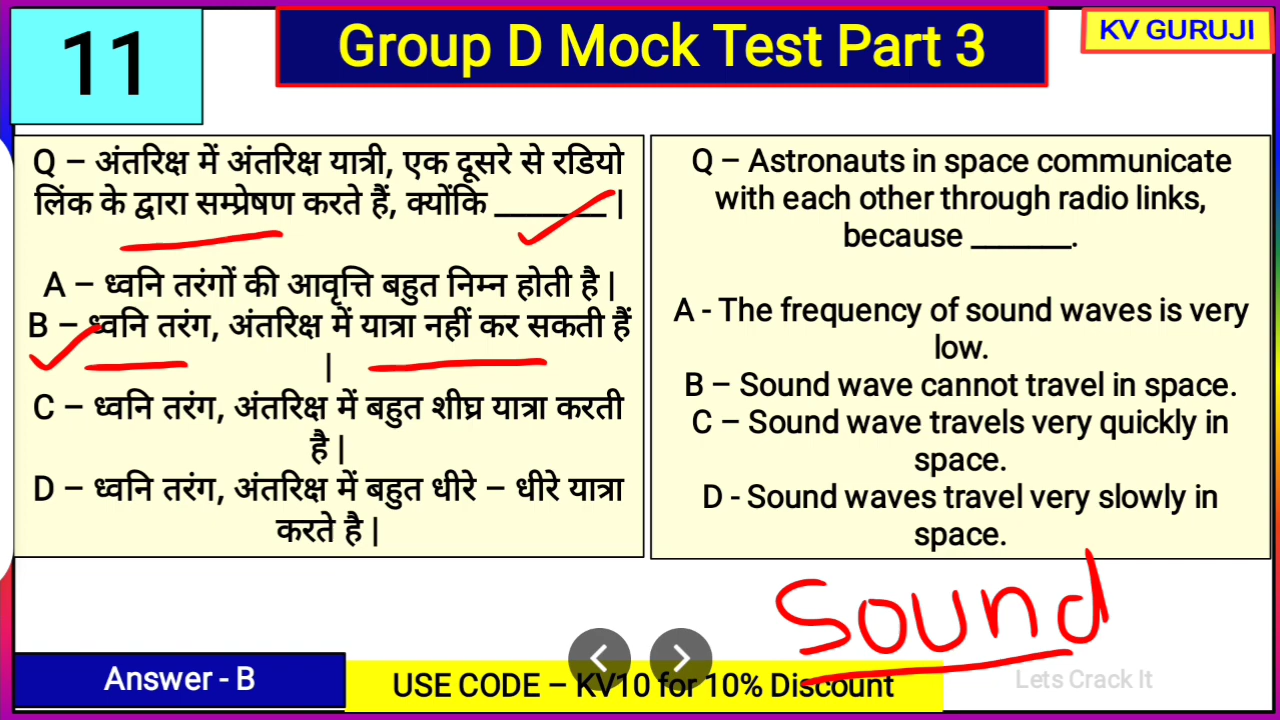 11
Group D Mock Test Part 3
KV GURUJI
Q – अंतरिक्ष में अंतरिक्ष यात्री, एक दूसरे से रडियो
लिंक के द्वारा सम्प्रेषण करते हैं, क्योंकि _______ |
A – ध्वनि तरंगों की आवृत्ति बहुत निम्न होती है |
B – ध्वनि तरंग, अंतरिक्ष में यात्रा नहीं कर सकती हैं
|
C – ध्वनि तरंग, अंतरिक्ष में बहुत शीघ्र यात्रा करती
है |
D – ध्वनि तरंग, अंतरिक्ष में बहुत धीरे – धीरे यात्रा
करते है |
Q – Astronauts in space communicate
with each other through radio links,
because _______.
A - The frequency of sound waves is very
low.
B – Sound wave cannot travel in space.
C – Sound wave travels very quickly in
space.
D - Sound waves travel very slowly in
space.
Sound
Answer - B
USE CODE – KV10 for 10% Discount
Lets Crack It